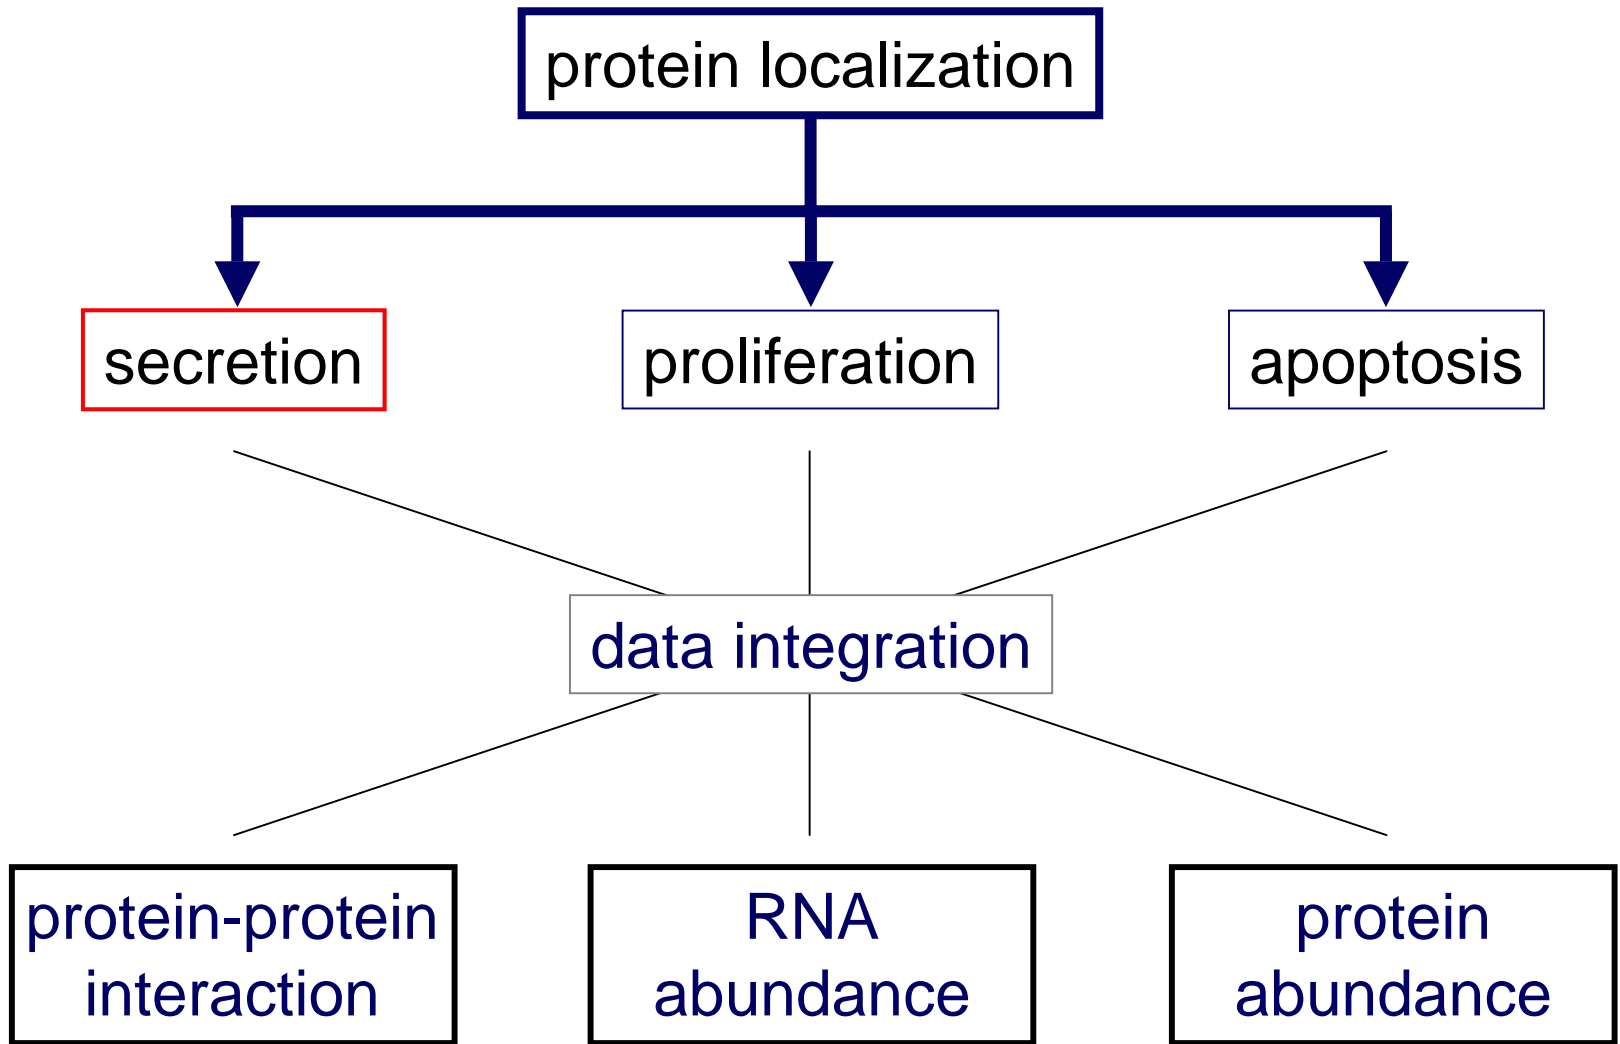 protein localization
secretion
proliferation
apoptosis
data integration
protein-protein
interaction
RNA
abundance
protein
abundance